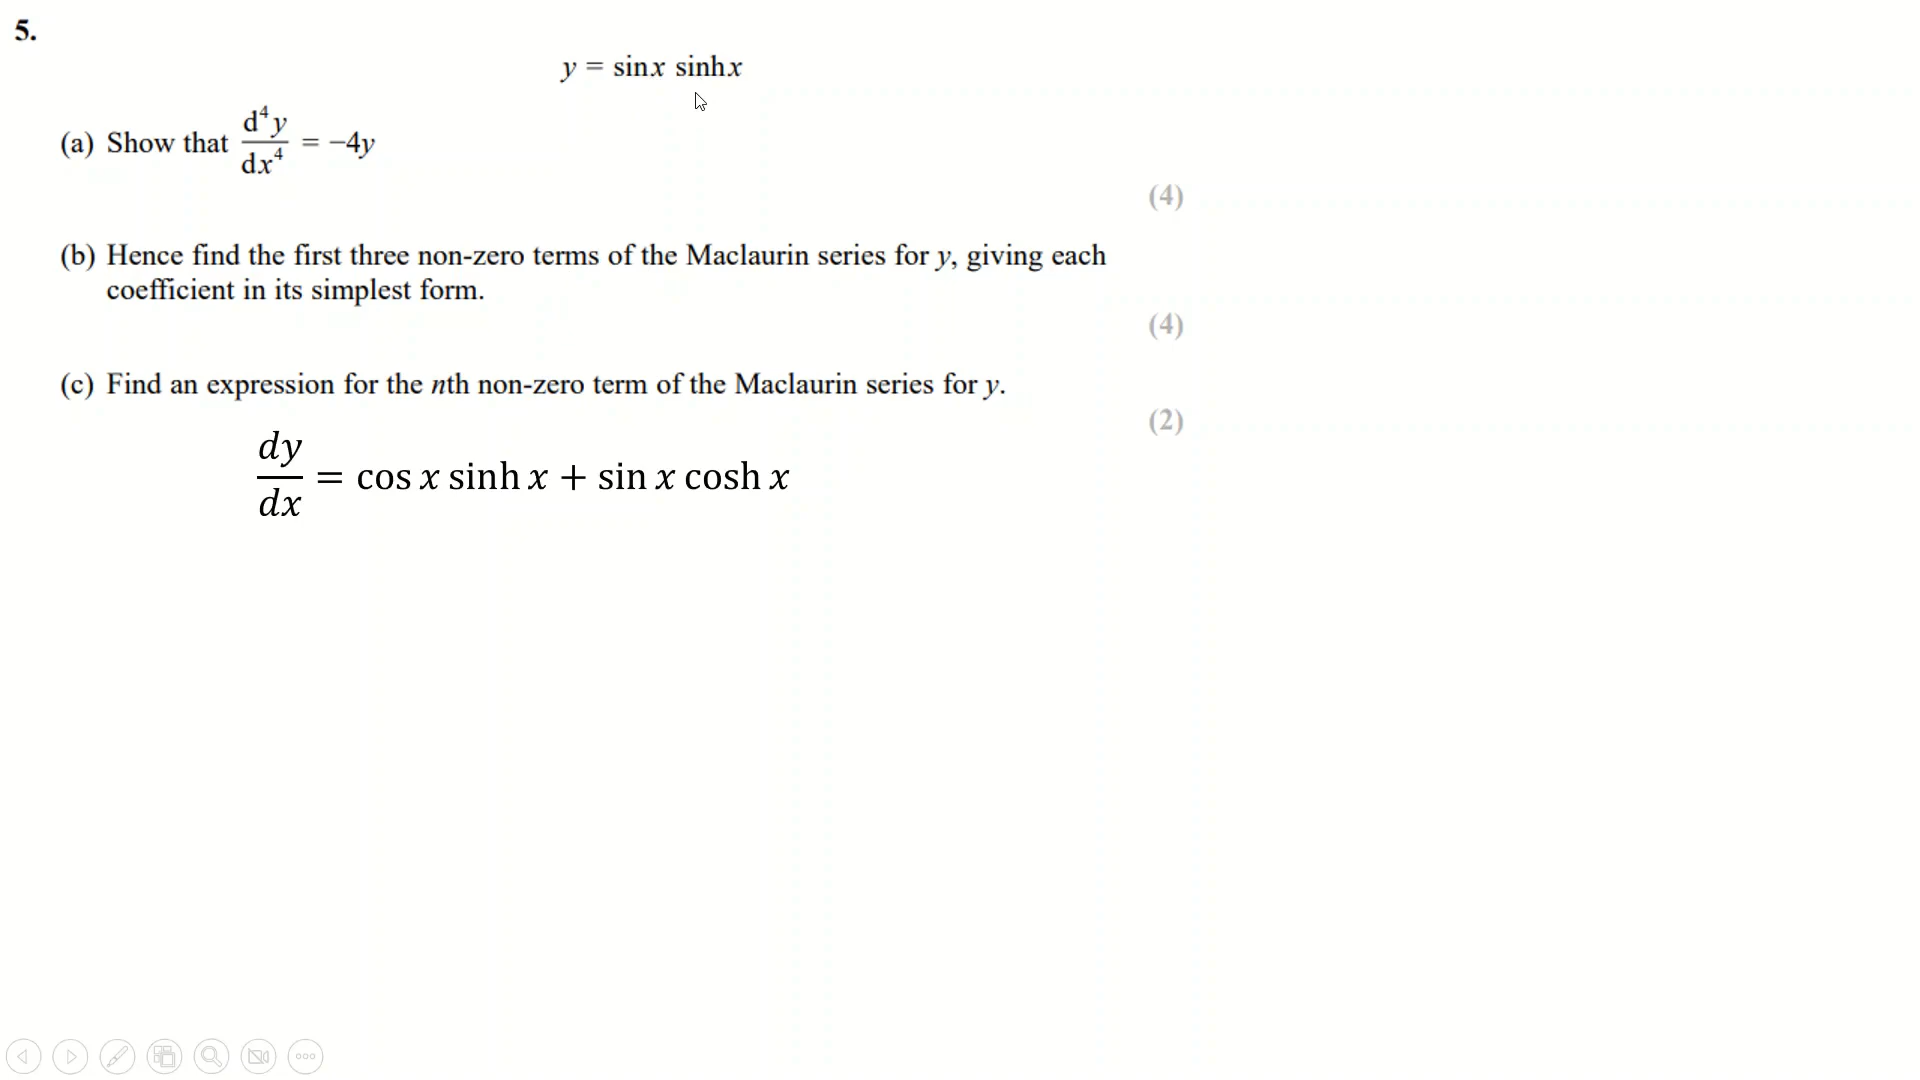 5.
y = sinx sinhx
(a) Show that d⁴y/dx⁴ = −4y
(4)
(b) Hence find the first three non-zero terms of the Maclaurin series for y, giving each
coefficient in its simplest form.
(4)
(c) Find an expression for the nth non-zero term of the Maclaurin series for y.
(2)
dy/dx = cos x sinh x + sin x cosh x